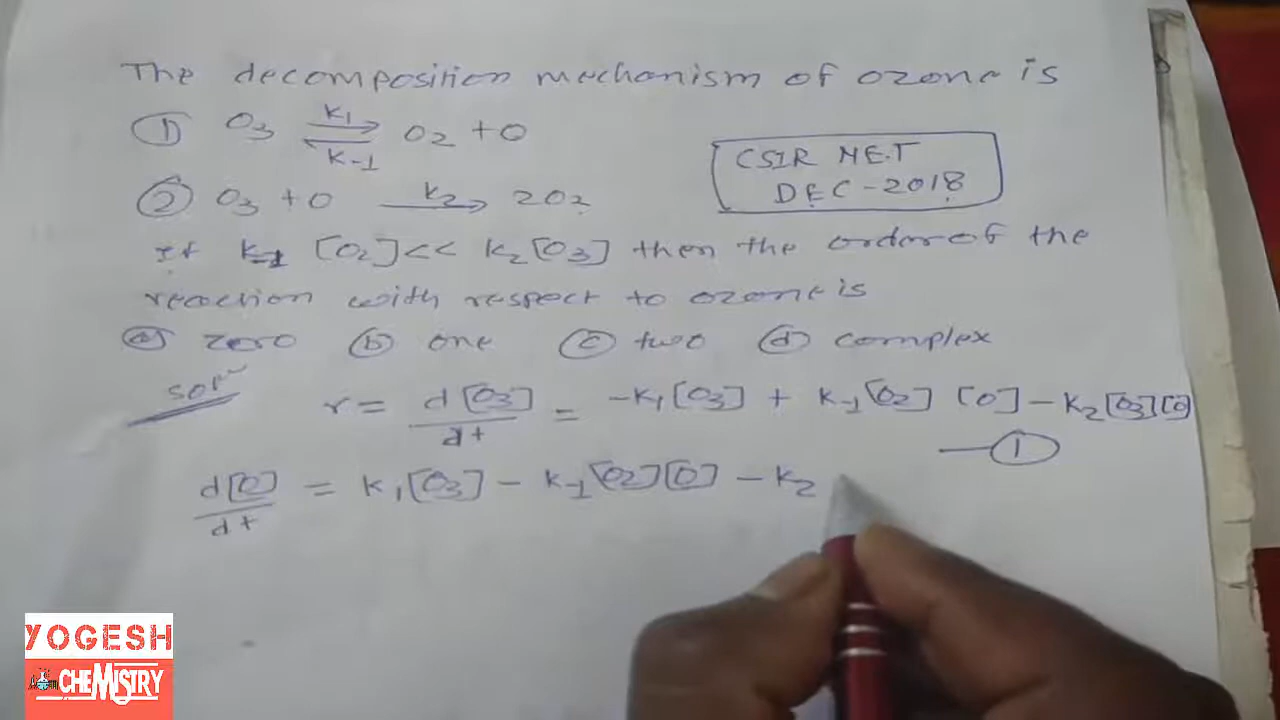 The decomposition mechanism of ozone is
① O3 ⇌ O2 + O
k1
k-1
② O3 + O → 2O2
k2
CSIR NET
DEC-2018
If k-1 [O2] << k2 [O3] then the order of the
reaction with respect to ozone is
ⓐ zero ⓑ one ⓒ two ⓓ complex
Solⁿ
r = d[O3]/dt = -k1[O3] + k-1[O2] [O] - k2[O3][O]
— ①
d[O]/dt = k1[O3] - k-1[O2][O] - k2
YOGESH
CHEMISTRY